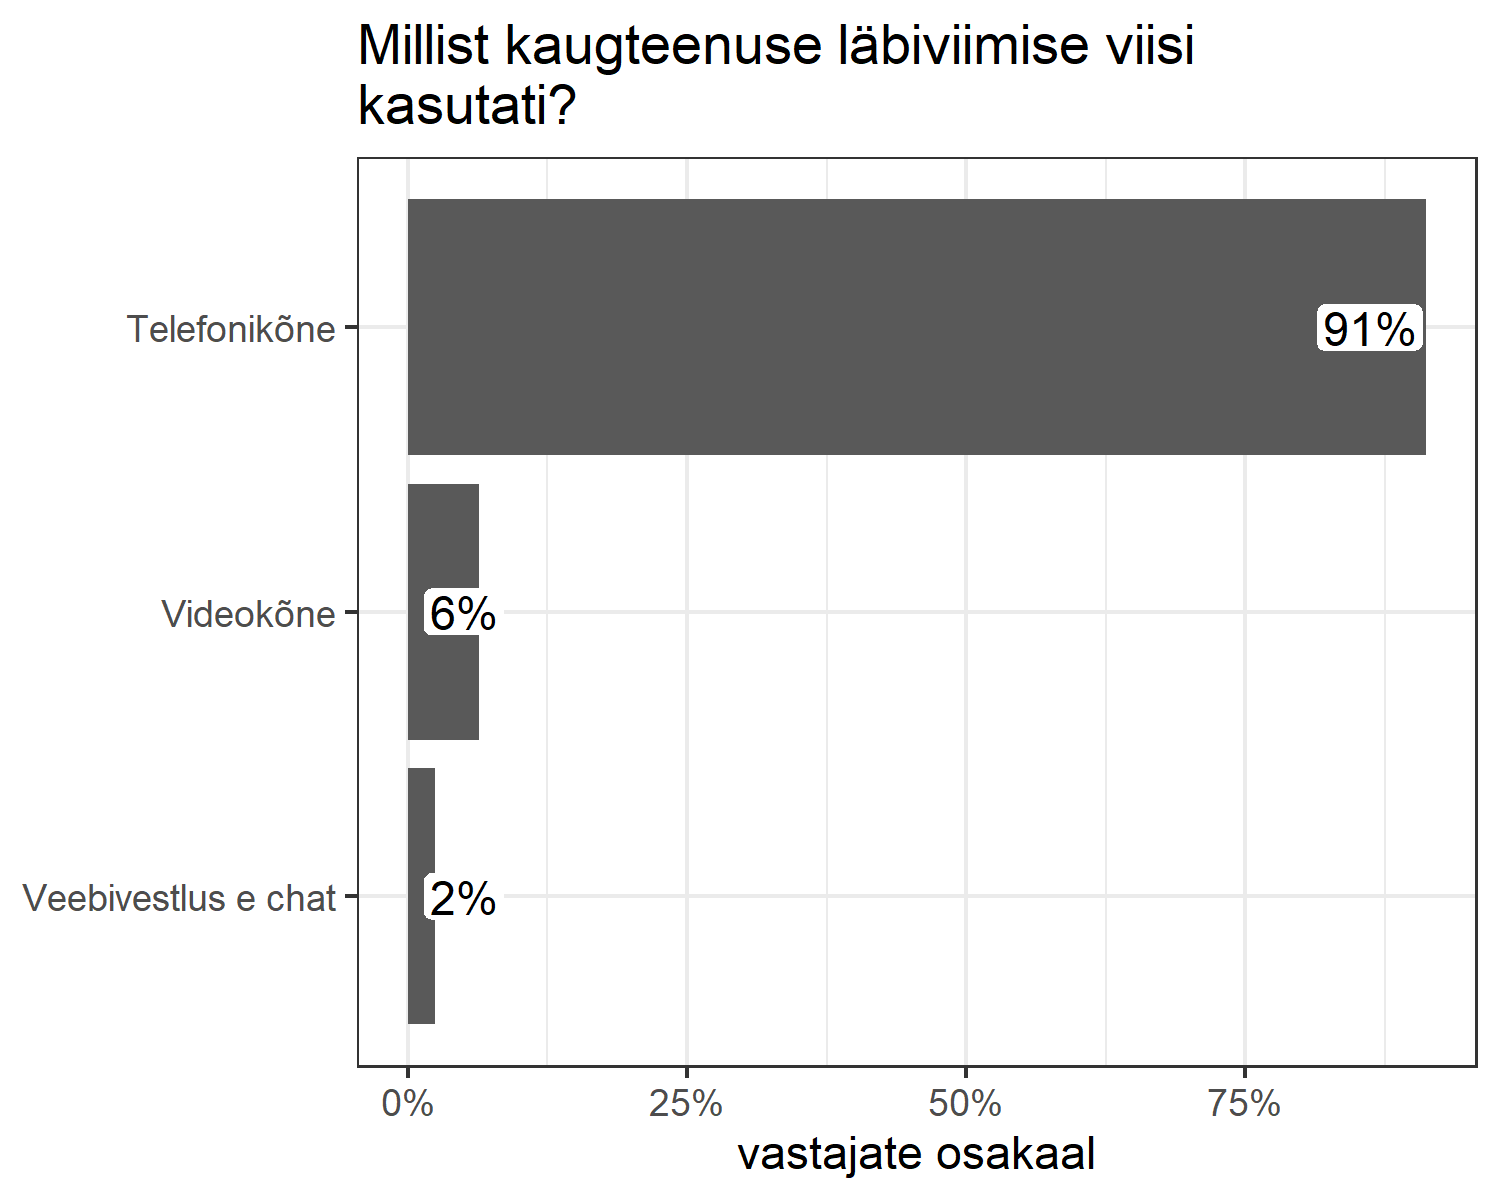 Millist kaugteenuse läbiviimise viisi
kasutati?
Telefonikõne
91%
Videokõne
6%
Veebivestlus e chat
2%
0%
25%
50%
75%
vastajate osakaal